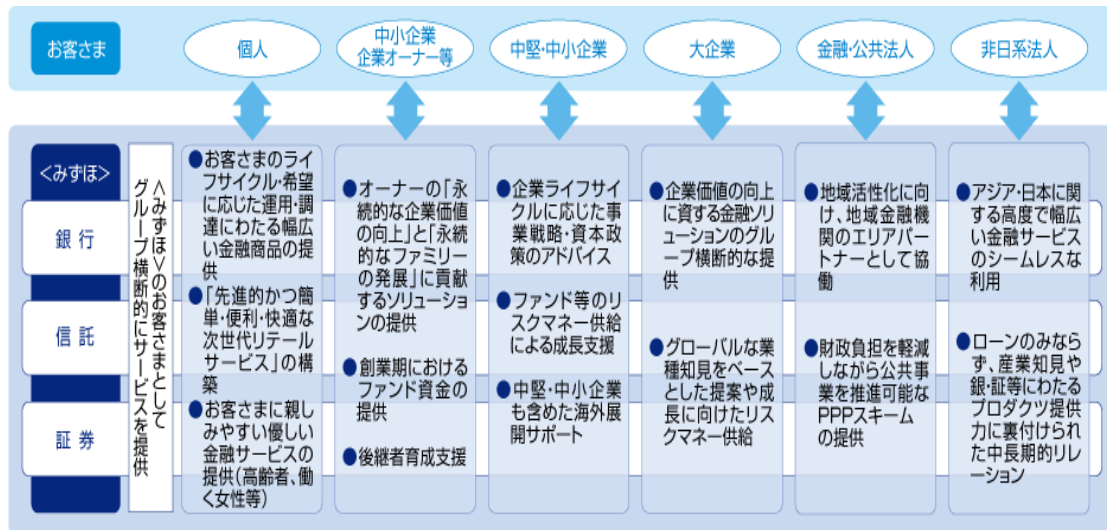 お客さま
個人
中小企業
企業オーナー等
中堅・中小企業
大企業
金融・公共法人
非日系法人
<みずほ>
銀行
信託
証券
<みずほ>のお客さまとして
グループ横断的にサービスを提供
●お客さまのライ
フサイクル・希望
に応じた運用・調
達にわたる幅広
い金融商品の提
供
●「先進的かつ簡
単・便利・快適な
次世代リテール
サービス」の構
築
●お客さまに親し
みやすい優しい
金融サービスの
提供(高齢者、働
く女性等)
●オーナーの「永
続的な企業価値
の向上」と「永続
的なファミリー
の発展」に貢献
するソリューショ
ンの提供
●創業期における
ファンド資金の
提供
●後継者育成支援
●企業ライフサイ
クルに応じた事
業戦略・資本政
策のアドバイス
●ファンド等のリ
スクマネー供給
による成長支援
●中堅・中小企業
も含めた海外展
開サポート
●企業価値の向上
に資する金融ソリ
ューションのグル
ープ横断的な提
供
●グローバルな業
種知見をベース
とした提案や成
長に向けたリス
クマネー供給
●地域活性化に向
け、地域金融機
関のエリアパー
トナーとして協
働
●財政負担を軽減
しながら公共事
業を推進可能な
PPPスキーム
の提供
●アジア・日本に関
する高度で幅広
い金融サービス
のシームレスな
利用
●ローンのみなら
ず、産業知見や
銀・証等にわたる
プロダクツ提供
力に裏付けられ
た中長期的リレ
ーション